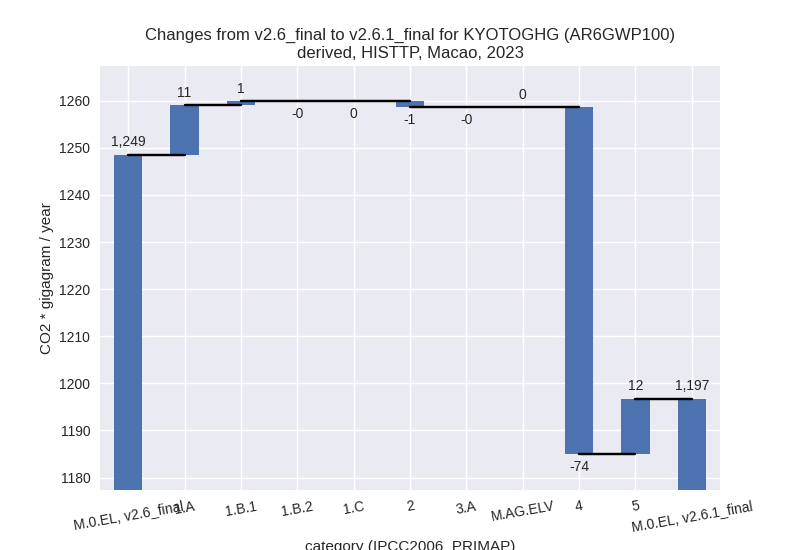 Changes from v2.6_final to v2.6.1_final for KYOTOGHG (AR6GWP100)
derived, HISTTP, Macao, 2023
CO2 * gigagram / year
1260
1250
1240
1230
1220
1210
1200
1190
1180
1,249
11
1
-0
0
-1
-0
0
-74
12
1,197
M.0.EL, v2.6_final
1.A
1.B.1
1.B.2
1.C
2
3.A
M.AG.ELV
4
5
M.0.EL, v2.6.1_final
category (IPCC2006_PRIMAP)